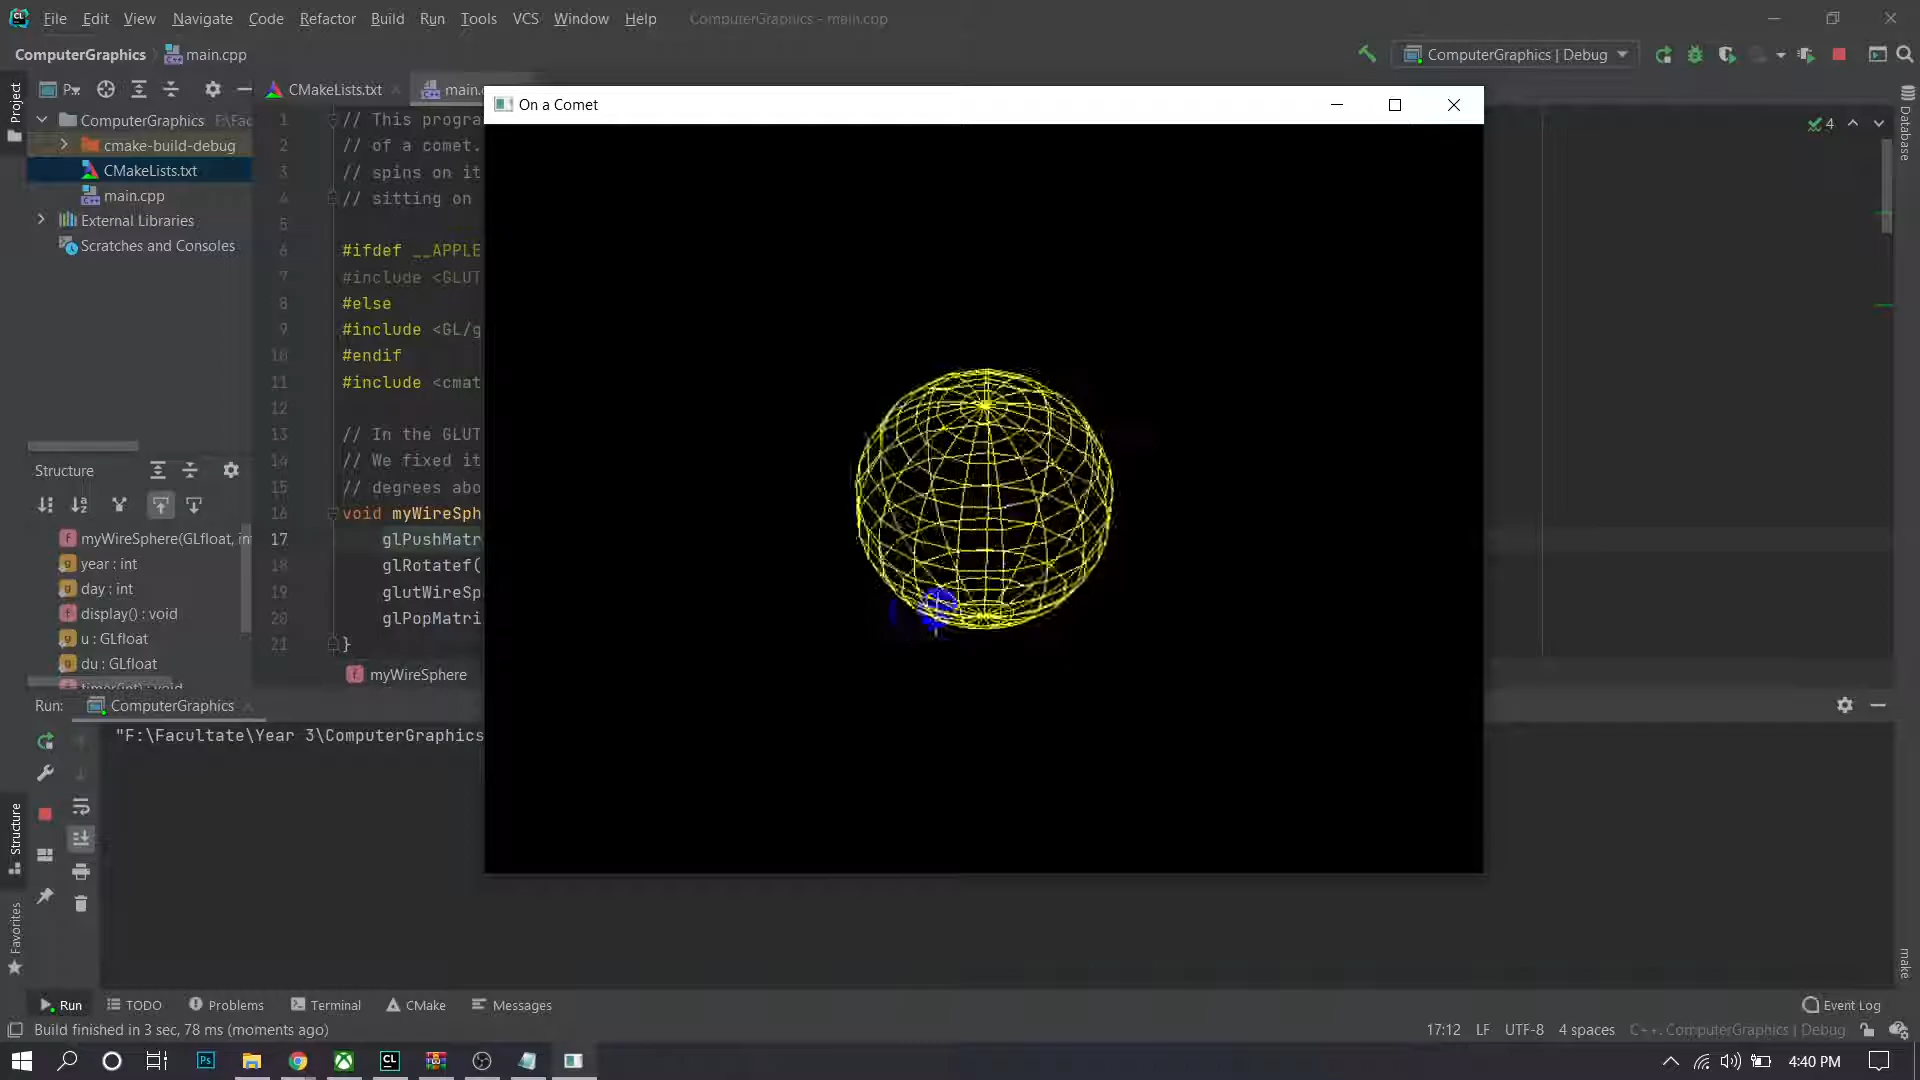 File Edit View Navigate Code Refactor Build Run Tools VCS Window Help ComputerGraphics - main.cpp
ComputerGraphics main.cpp ComputerGraphics | Debug
Project
CMakeLists.txt
On a Comet
ComputerGraphics
cmake-build-debug
CMakeLists.txt
main.cpp
External Libraries
Scratches and Consoles
1 // This progra
2 // of a comet.
3 // spins on it
4 // sitting on
5
6 #ifdef __APPLE
7 #include <GLUT
8 #else
9 #include <GL/g
10 #endif
11 #include <cmat
12
13 // In the GLUT
14 // We fixed it
15 // degrees abo
16 void myWireSph
17 glPushMatr
18 glRotatef(
19 glutWireSp
20 glPopMatri
21 }
myWireSphere
4
Database
Structure
myWireSphere(GLfloat, in
year : int
day : int
display() : void
u : GLfloat
du : GLfloat
timer(int) : void
Run: ComputerGraphics
"F:\Facultate\Year 3\ComputerGraphics
Structure
Favorites
make
Run TODO Problems Terminal CMake Messages Event Log
Build finished in 3 sec, 78 ms (moments ago) 17:12 LF UTF-8 4 spaces C++: ComputerGraphics | Debug
Ps CL 4:40 PM